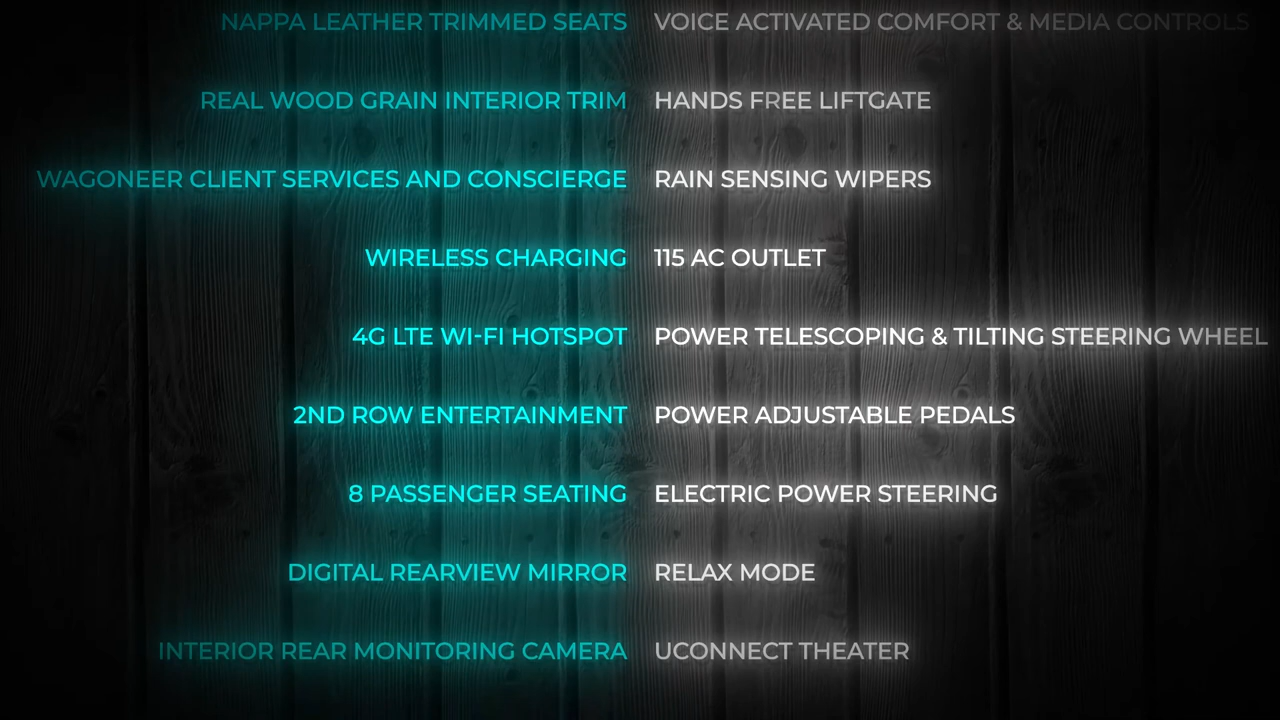 NAPPA LEATHER TRIMMED SEATS VOICE ACTIVATED COMFORT & MEDIA CONTROLS
REAL WOOD GRAIN INTERIOR TRIM HANDS FREE LIFTGATE
WAGONEER CLIENT SERVICES AND CONSCIERGE RAIN SENSING WIPERS
WIRELESS CHARGING 115 AC OUTLET
4G LTE WI-FI HOTSPOT POWER TELESCOPING & TILTING STEERING WHEEL
2ND ROW ENTERTAINMENT POWER ADJUSTABLE PEDALS
8 PASSENGER SEATING ELECTRIC POWER STEERING
DIGITAL REARVIEW MIRROR RELAX MODE
INTERIOR REAR MONITORING CAMERA UCONNECT THEATER